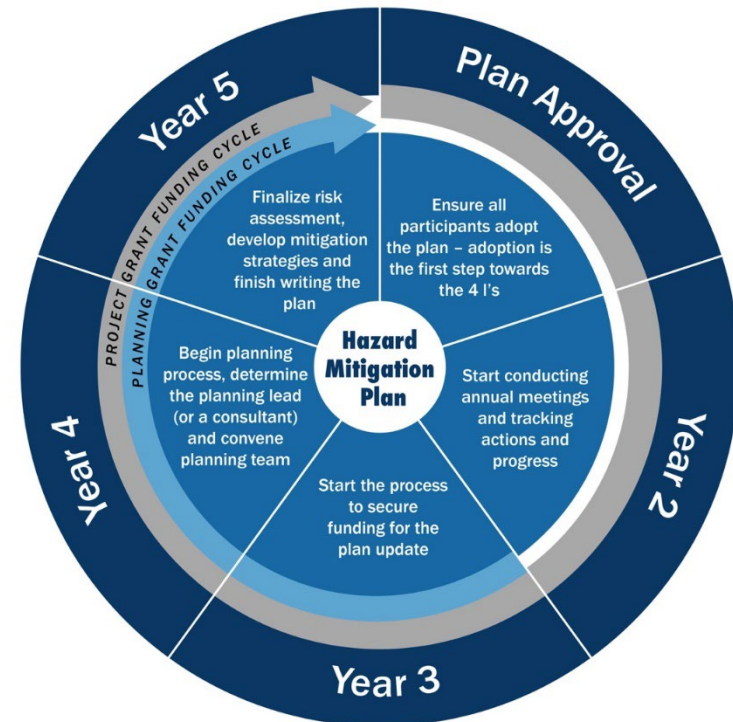 Plan Approval
Ensure all
participants adopt
the plan – adoption is
the first step towards
the 4 I's
Year 2
Start conducting
annual meetings
and tracking
actions and
progress
Year 3
Start the process
to secure
funding for the
plan update
Year 4
Begin planning
process, determine
the planning lead
(or a consultant)
and convene
planning team
Year 5
Finalize risk
assessment,
develop mitigation
strategies and
finish writing the
plan
PROJECT GRANT FUNDING CYCLE
PLANNING GRANT FUNDING CYCLE
Hazard
Mitigation
Plan